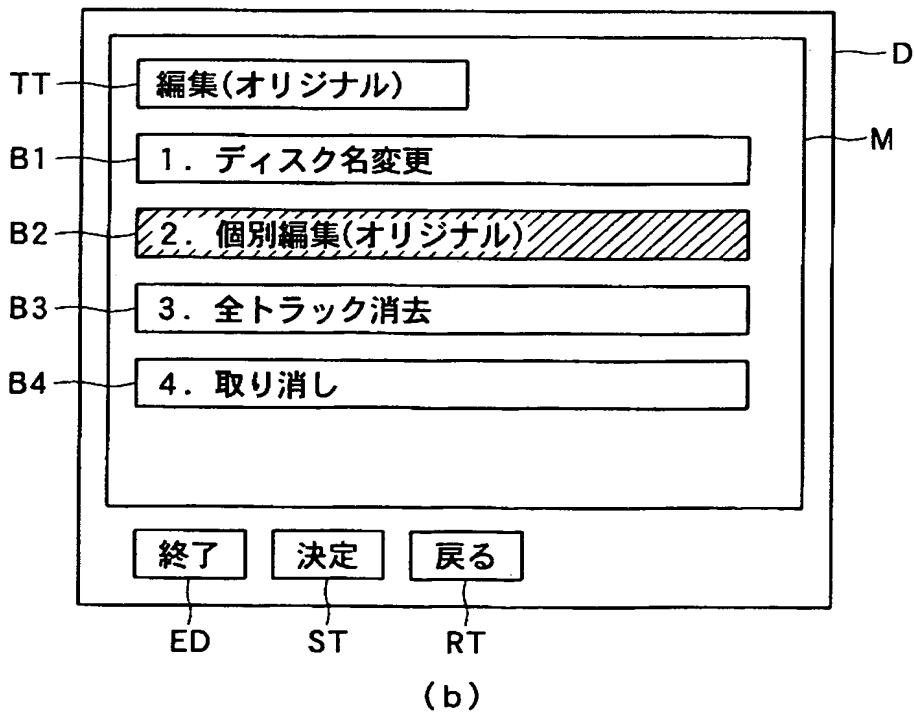 D
TT 編集(オリジナル)
M
B1 1. ディスク名変更
B2 2. 個別編集(オリジナル)
B3 3. 全トラック消去
B4 4. 取り消し
終了 決定 戻る
ED ST RT
(b)